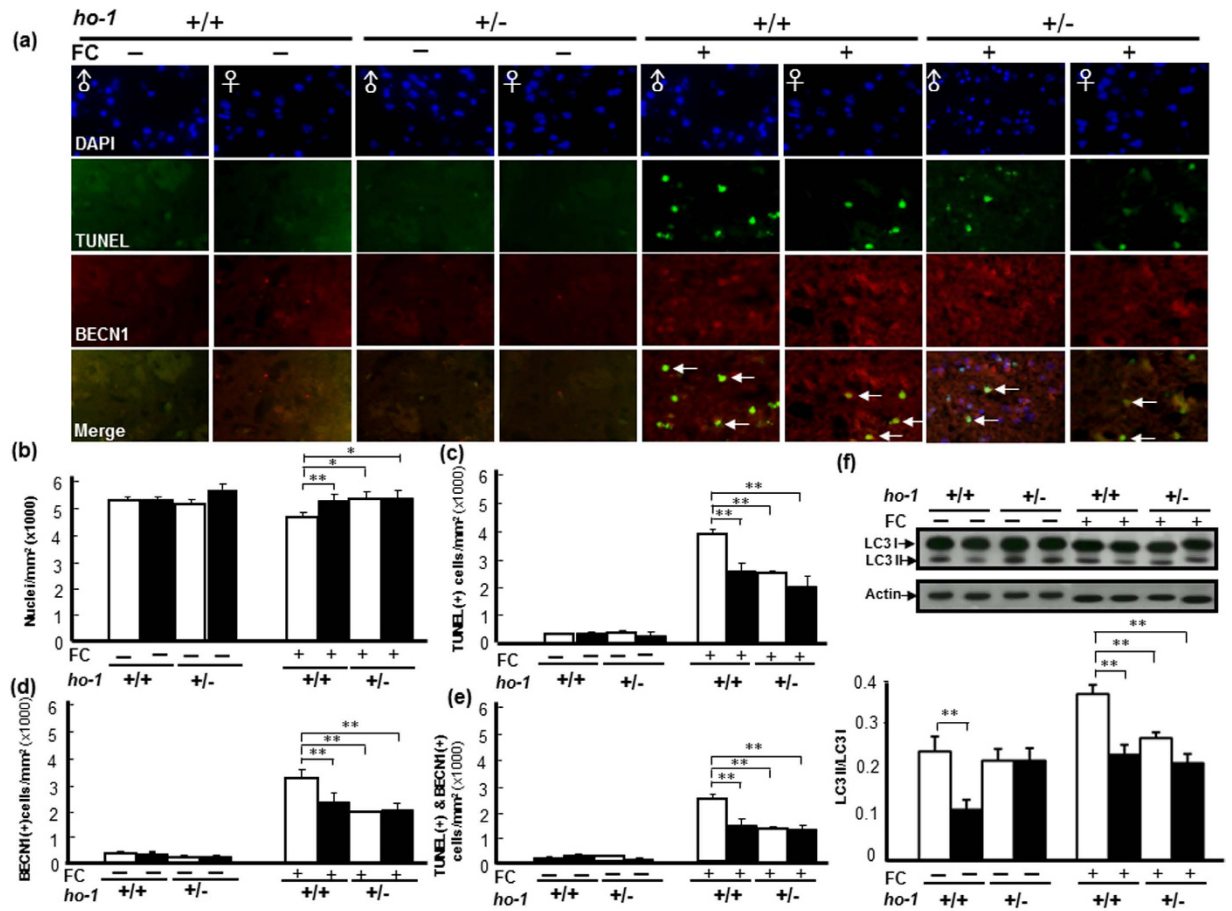 ho-1 +/+ +/- +/+ +/-
(a)
FC – – – – + + + +
♂ ♀ ♂ ♀ ♂ ♀ ♂ ♀
DAPI
TUNEL
BECN1
Merge
(b)
Nuclei/mm² (x1000)
6
5
4
3
2
1
0
* 
*
**
FC – – – – + + + +
ho-1 +/+ +/- +/+ +/-
(c)
TUNEL(+) cells/mm² (x1000)
6
5
4
3
2
1
0
**
**
**
FC – – – – + + + +
ho-1 +/+ +/- +/+ +/-
(d)
BECN1(+)cells/mm² (x1000)
6
5
4
3
2
1
0
**
**
**
FC – – – – + + + +
ho-1 +/+ +/- +/+ +/-
(e)
TUNEL(+) & BECN1(+)
cells/mm² (x1000)
6
5
4
3
2
1
0
**
**
**
FC – – – – + + + +
ho-1 +/+ +/- +/+ +/-
(f)
ho-1 +/+ +/- +/+ +/-
FC – – – – + + + +
LC3 I
LC3 II
Actin
LC3 II/LC3 I
0.4
0.3
0.2
0.1
0
**
**
**
**
FC – – – – + + + +
ho-1 +/+ +/- +/+ +/-